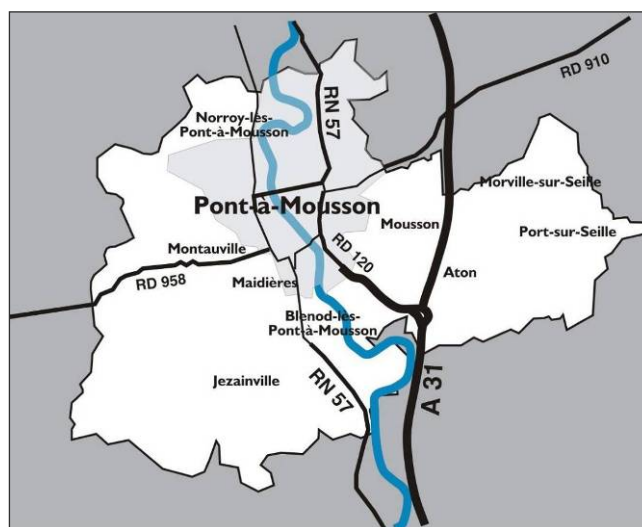 RD 910
RN 57
Norroy-lès-
Pont-à-Mousson
Morville-sur-Seille
Pont-à-Mousson
Mousson
Port-sur-Seille
Montauville
RD 120
Aton
RD 958
Maidières
Blenod-lès-
Pont-à-Mousson
Jezainville
RN 57
A 31